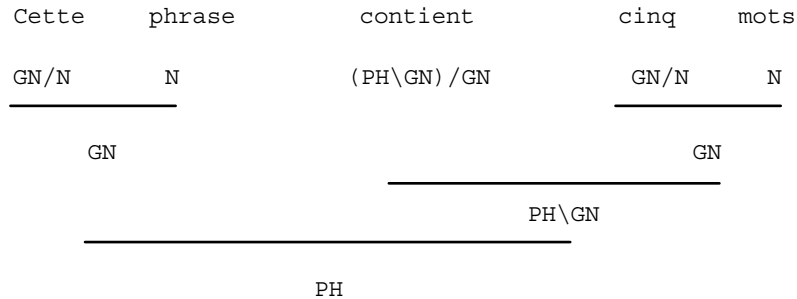 Cette phrase contient cinq mots
GN/N N (PH\GN)/GN GN/N N
GN GN
PH\GN
PH